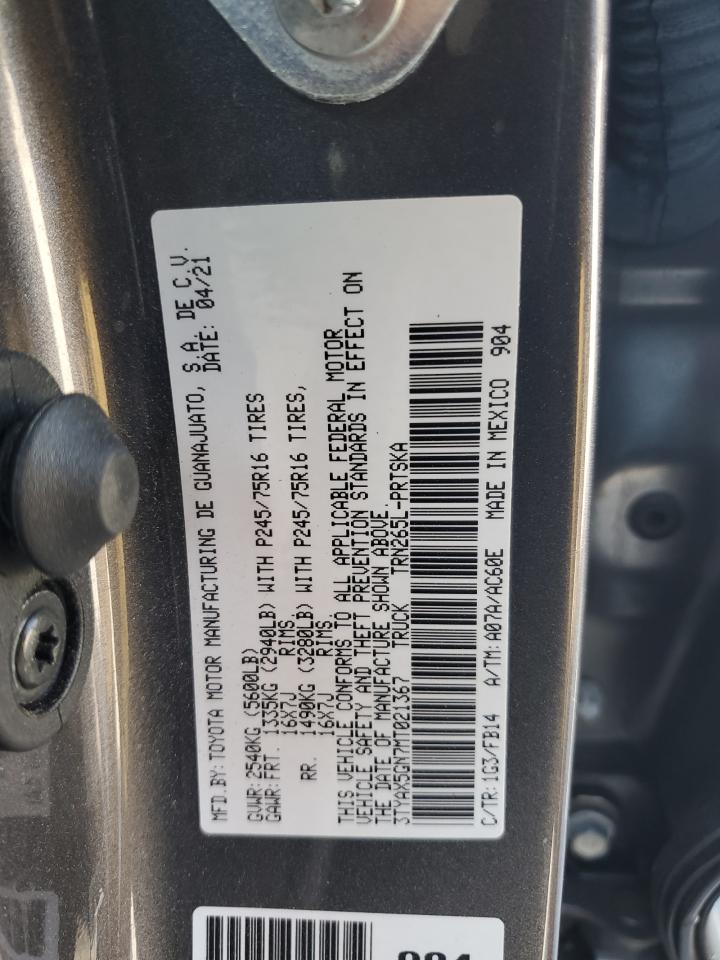 MFD.BY: TOYOTA MOTOR MANUFACTURING DE GUANAJUATO, S.A. DE C.V.
DATE: 04/21
GVWR: 2540KG (5600LB)
GAWR: FRT. 1335KG (2940LB) WITH P245/75R16 TIRES
16X7J RIMS.
RR. 1490KG (3280LB) WITH P245/75R16 TIRES,
16X7J RIMS.
THIS VEHICLE CONFORMS TO ALL APPLICABLE FEDERAL MOTOR
VEHICLE SAFETY AND THEFT PREVENTION STANDARDS IN EFFECT ON
THE DATE OF MANUFACTURE SHOWN ABOVE.
3TYAX5GN7MT021367 TRUCK TRN265L-PRTSKA
C/TR: 1G3/FB14 A/TM: A07A/AC60E MADE IN MEXICO 904